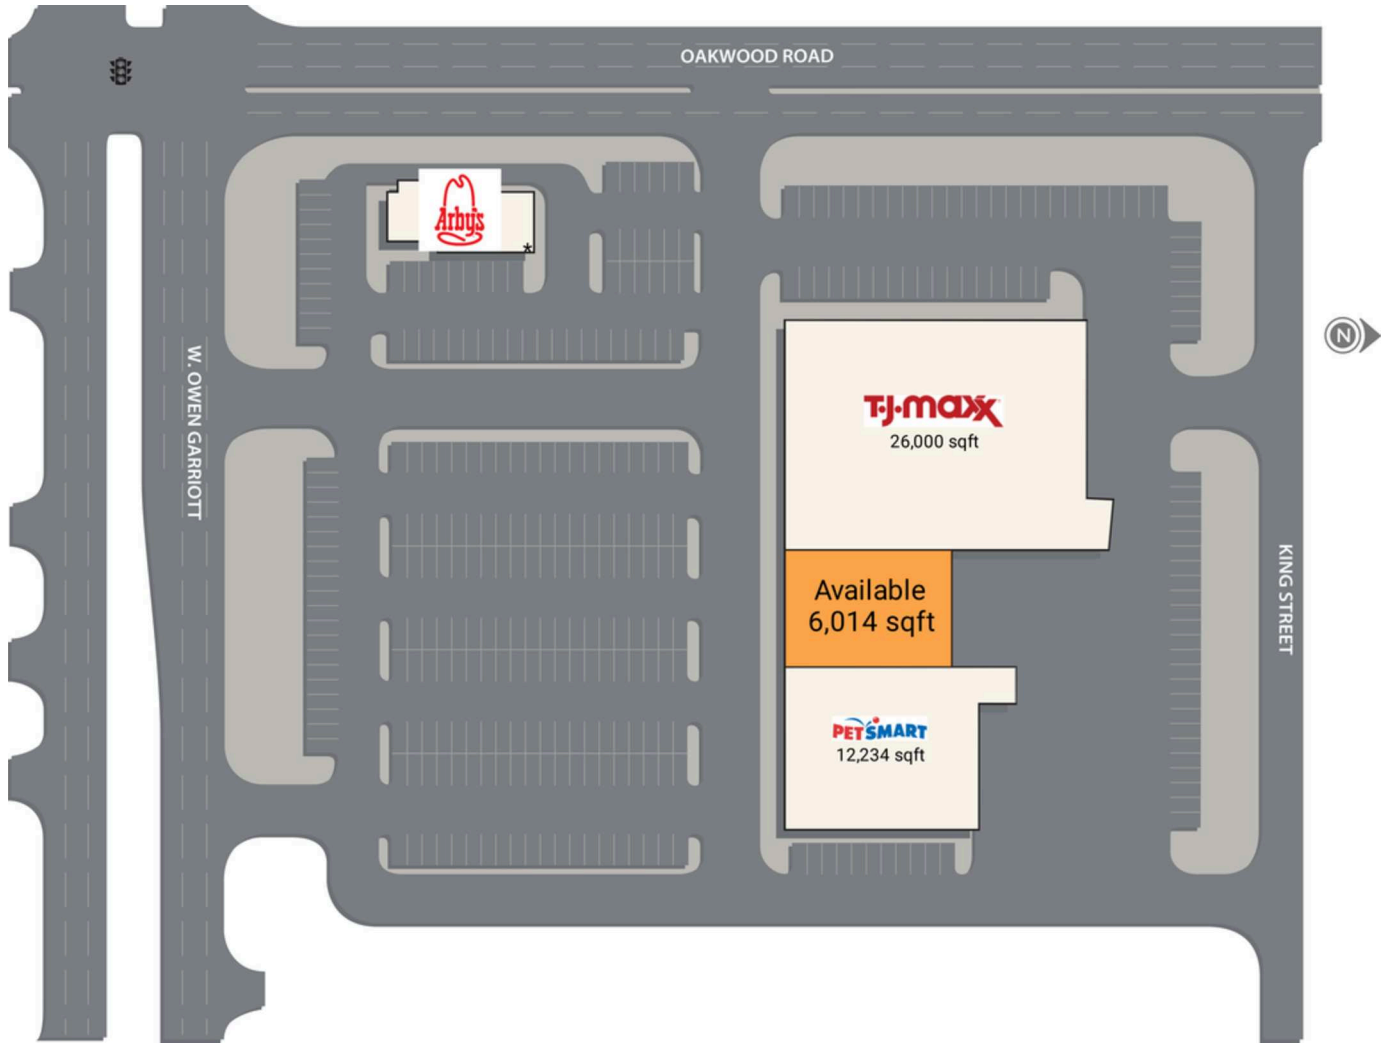 OAKWOOD ROAD
Arby's
*
W. OWEN GARRIOTT
N
T•J•maxx
26,000 sqft
Available
6,014 sqft
KING STREET
PETSMART
12,234 sqft